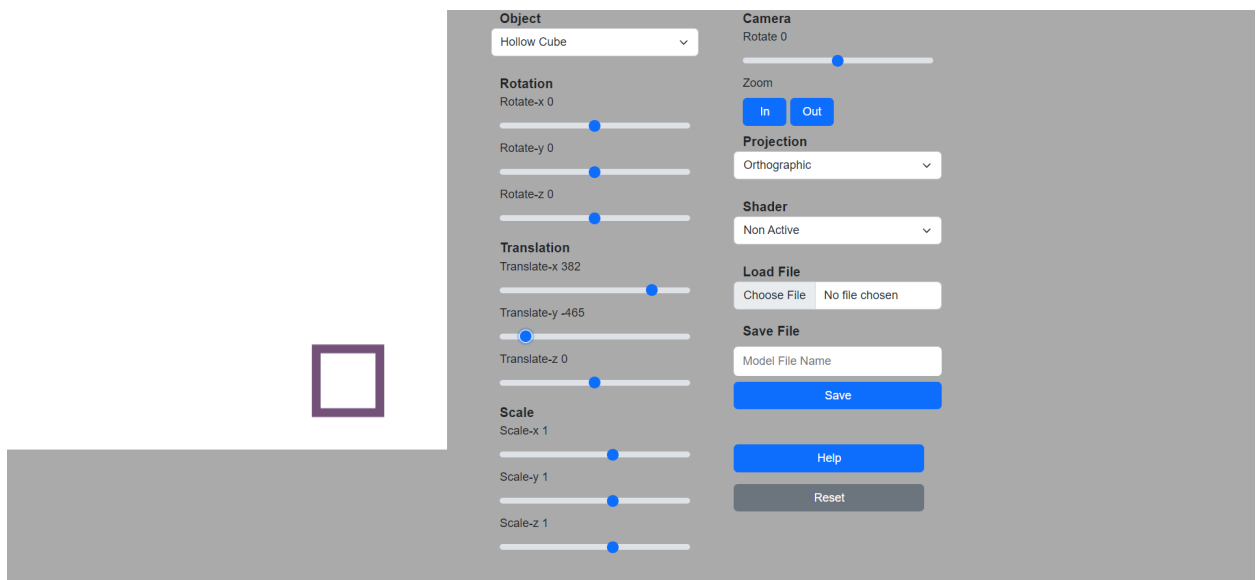 Object
Hollow Cube
Rotation
Rotate-x 0
Rotate-y 0
Rotate-z 0
Translation
Translate-x 382
Translate-y -465
Translate-z 0
Scale
Scale-x 1
Scale-y 1
Scale-z 1
Camera
Rotate 0
Zoom
In Out
Projection
Orthographic
Shader
Non Active
Load File
Choose File No file chosen
Save File
Model File Name
Save
Help
Reset